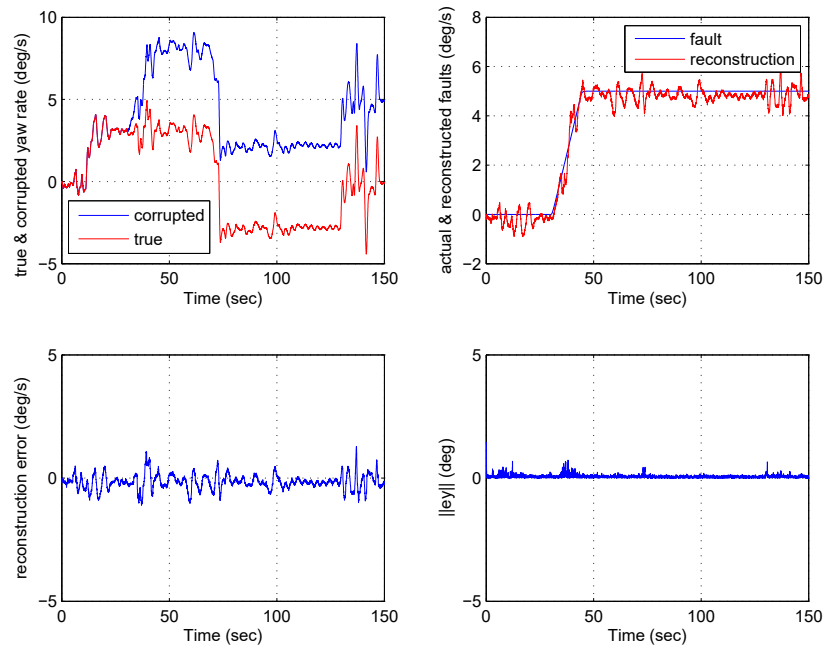 true & corrupted yaw rate (deg/s)
10
5
0
−5
corrupted
true
0
50
100
150
Time (sec)
actual & reconstructed faults (deg/s)
8
6
4
2
0
−2
fault
reconstruction
0
50
100
150
Time (sec)
reconstruction error (deg/s)
5
0
−5
0
50
100
150
Time (sec)
||ey|| (deg)
5
0
−5
0
50
100
150
Time (sec)